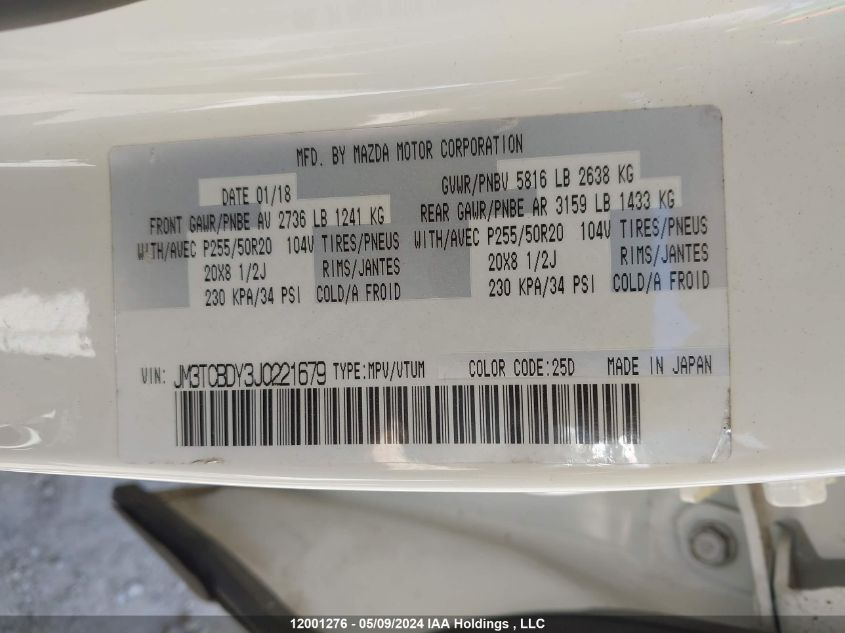 MFD. BY MAZDA MOTOR CORPORATION
DATE 01/18 GVWR/PNBV 5816 LB 2638 KG
FRONT GAWR/PNBE AV 2736 LB 1241 KG REAR GAWR/PNBE AR 3159 LB 1433 KG
WITH/AVEC P255/50R20 104V TIRES/PNEUS WITH/AVEC P255/50R20 104V TIRES/PNEUS
20X8 1/2J RIMS/JANTES 20X8 1/2J RIMS/JANTES
230 KPA/34 PSI COLD/A FROID 230 KPA/34 PSI COLD/A FROID
VIN: JM3TCBDY3J0221679 TYPE:MPV/VTUM COLOR CODE:25D MADE IN JAPAN
12001276 - 05/09/2024 IAA Holdings , LLC